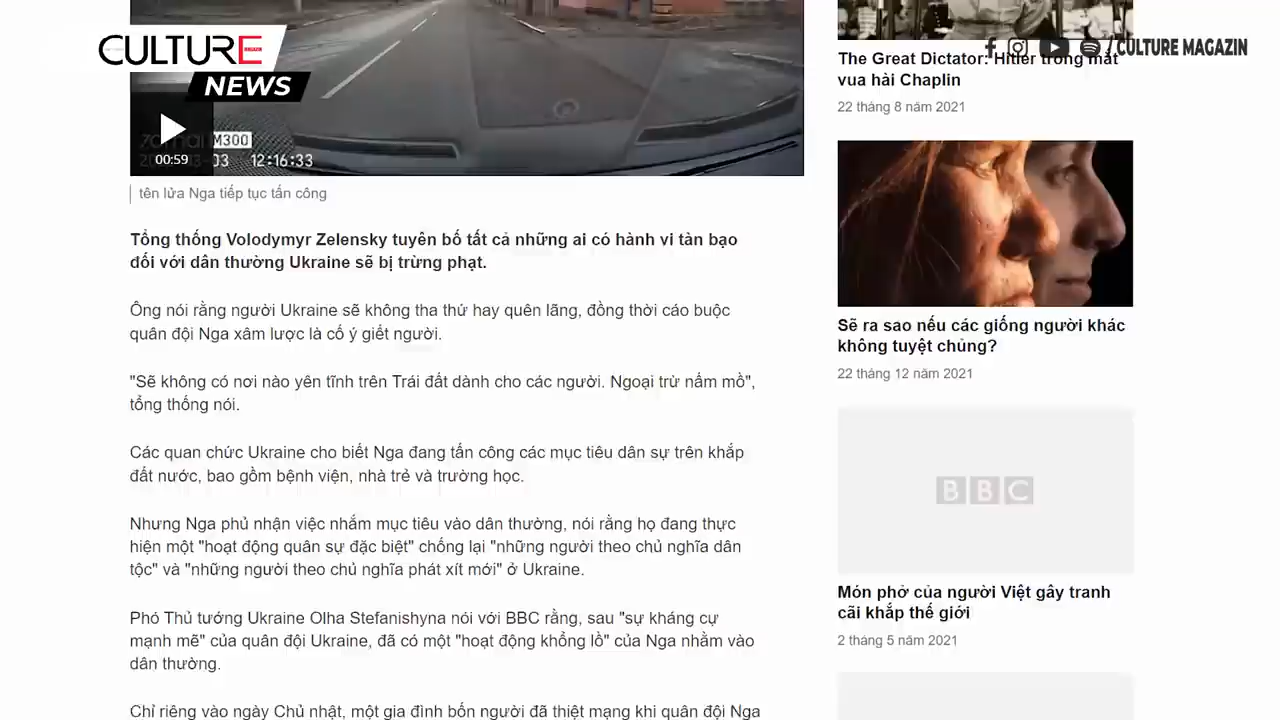 CULTURE
NEWS
M300
00:59
12:16:33
tên lửa Nga tiếp tục tấn công
Tổng thống Volodymyr Zelensky tuyên bố tất cả những ai có hành vi tàn bạo
đối với dân thường Ukraine sẽ bị trừng phạt.
Ông nói rằng người Ukraine sẽ không tha thứ hay quên lãng, đồng thời cáo buộc
quân đội Nga xâm lược là cố ý giết người.
"Sẽ không có nơi nào yên tĩnh trên Trái đất dành cho các người. Ngoại trừ nấm mồ",
tổng thống nói.
Các quan chức Ukraine cho biết Nga đang tấn công các mục tiêu dân sự trên khắp
đất nước, bao gồm bệnh viện, nhà trẻ và trường học.
Nhưng Nga phủ nhận việc nhắm mục tiêu vào dân thường, nói rằng họ đang thực
hiện một "hoạt động quân sự đặc biệt" chống lại "những người theo chủ nghĩa dân
tộc" và "những người theo chủ nghĩa phát xít mới" ở Ukraine.
Phó Thủ tướng Ukraine Olha Stefanishyna nói với BBC rằng, sau "sự kháng cự
mạnh mẽ" của quân đội Ukraine, đã có một "hoạt động khổng lồ" của Nga nhằm vào
dân thường.
Chỉ riêng vào ngày Chủ nhật, một gia đình bốn người đã thiệt mạng khi quân đội Nga
/CULTURE MAGAZIN
The Great Dictator: Hitler trong mắt
vua hài Chaplin
22 tháng 8 năm 2021
Sẽ ra sao nếu các giống người khác
không tuyệt chủng?
22 tháng 12 năm 2021
BBC
Món phở của người Việt gây tranh
cãi khắp thế giới
2 tháng 5 năm 2021